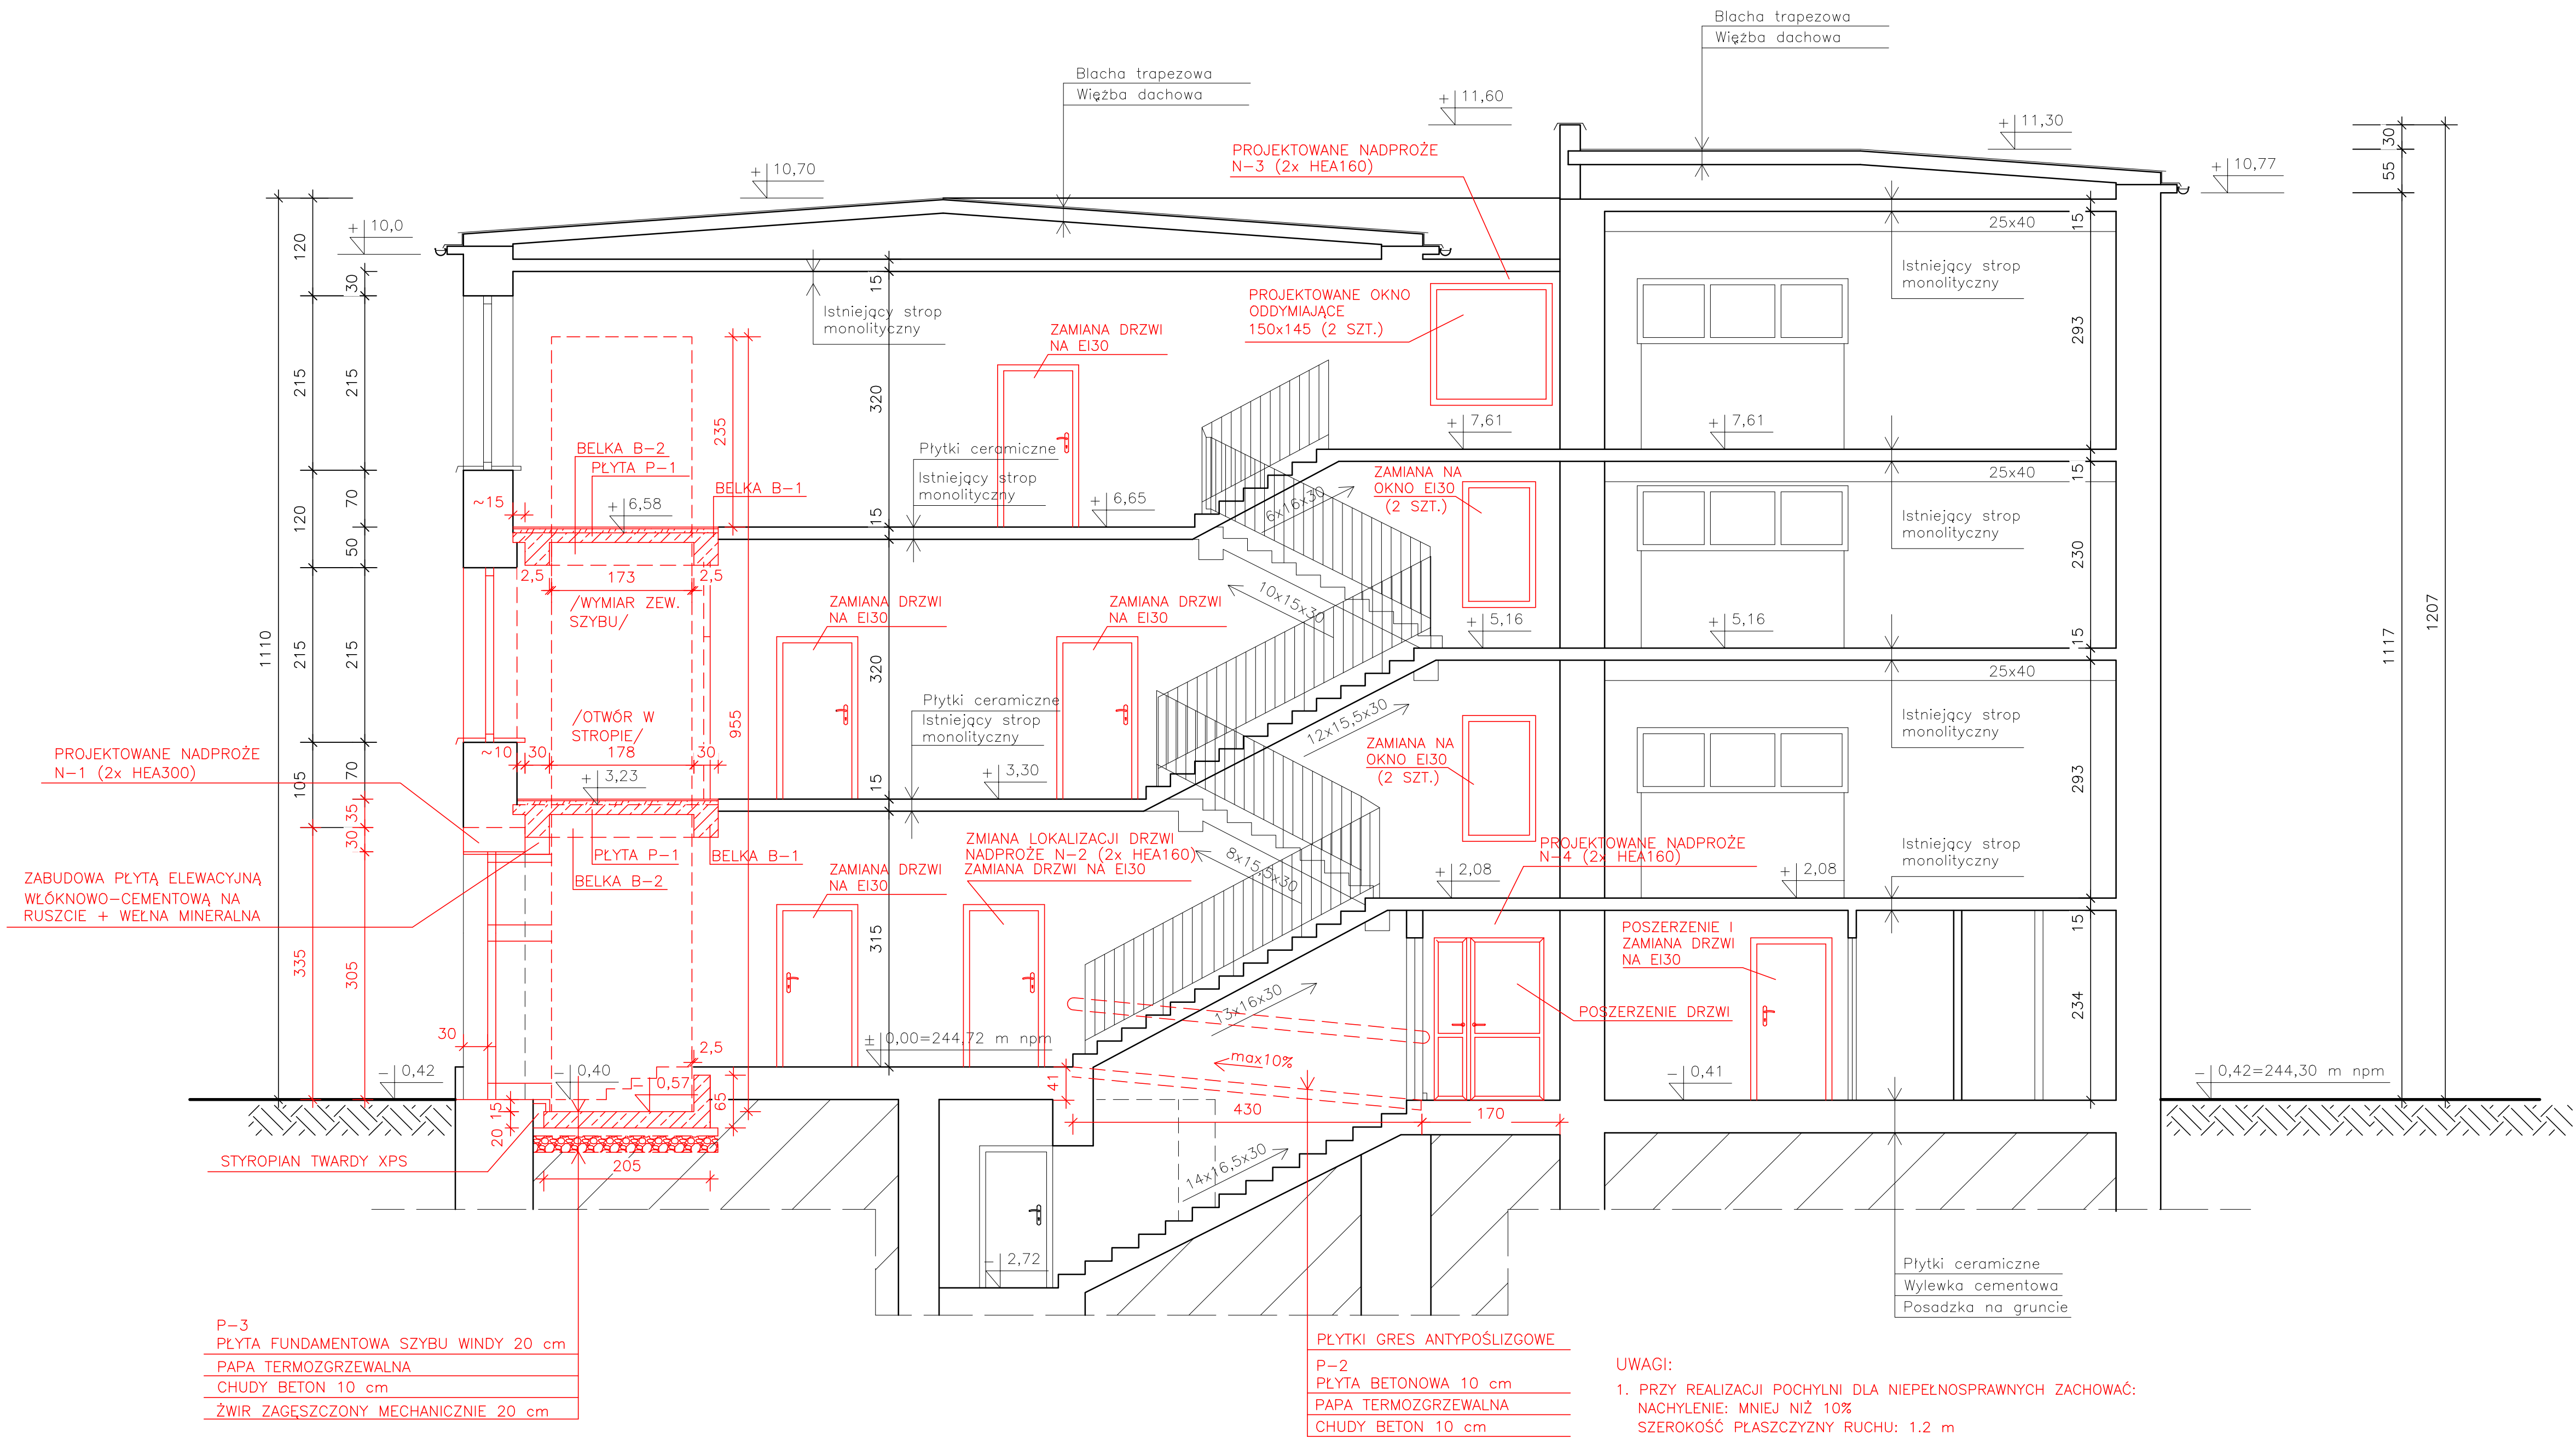 Blacha trapezowa
Więźba dachowa
Blacha trapezowa
Więźba dachowa
+ 11,60
+ 11,30
+ 10,77
+ 10,70
+ 10,0
PROJEKTOWANE NADPROŻE
N-3 (2x HEA160)
30
55
120
30
15
15
25x40
Istniejący strop
monolityczny
Istniejący strop
monolityczny
PROJEKTOWANE OKNO
ODDYMIAJĄCE
150x145 (2 SZT.)
ZAMIANA DRZWI
NA EI30
215
215
320
293
235
+ 7,61
+ 7,61
BELKA B-2
PŁYTA P-1
BELKA B-1
Płytki ceramiczne
Istniejący strop
monolityczny
ZAMIANA NA
OKNO EI30
(2 SZT.)
15
25x40
~15
+ 6,58
+ 6,65
6x16x30
70
120
50
15
Istniejący strop
monolityczny
230
2,5
173
2,5
/WYMIAR ZEW.
SZYBU/
10x15x30
ZAMIANA DRZWI
NA EI30
ZAMIANA DRZWI
NA EI30
+ 5,16
+ 5,16
15
25x40
1110
215
215
320
1117
1207
955
/OTWÓR W
STROPIE/
~10
30
178
30
Płytki ceramiczne
Istniejący strop
monolityczny
12x15,5x30
Istniejący strop
monolityczny
PROJEKTOWANE NADPROŻE
N-1 (2x HEA300)
ZAMIANA NA
OKNO EI30
(2 SZT.)
+ 3,23
+ 3,30
105
70
35
30
15
293
ZABUDOWA PŁYTĄ ELEWACYJNĄ
WŁÓKNOWO-CEMENTOWĄ NA
RUSZCIE + WEŁNA MINERALNA
PŁYTA P-1
BELKA B-1
BELKA B-2
ZAMIANA DRZWI
NA EI30
ZMIANA LOKALIZACJI DRZWI
NADPROŻE N-2 (2x HEA160)
ZAMIANA DRZWI NA EI30
8x15,5x30
PROJEKTOWANE NADPROŻE
N-4 (2x HEA160)
Istniejący strop
monolityczny
+ 2,08
+ 2,08
15
335
305
315
234
POSZERZENIE I
ZAMIANA DRZWI
NA EI30
POSZERZENIE DRZWI
13x16x30
30
2,5
± 0,00=244,72 m npm
max10%
- 0,42
- 0,40
- 0,57
41
- 0,41
- 0,42=244,30 m npm
15
20
65
430
170
STYROPIAN TWARDY XPS
205
14x16,5x30
- 2,72
Płytki ceramiczne
Wylewka cementowa
Posadzka na gruncie
P-3
PŁYTA FUNDAMENTOWA SZYBU WINDY 20 cm
PAPA TERMOZGRZEWALNA
CHUDY BETON 10 cm
ŻWIR ZAGĘSZCZONY MECHANICZNIE 20 cm
PŁYTKI GRES ANTYPOŚLIZGOWE
P-2
PŁYTA BETONOWA 10 cm
PAPA TERMOZGRZEWALNA
CHUDY BETON 10 cm
UWAGI:
1. PRZY REALIZACJI POCHYLNI DLA NIEPEŁNOSPRAWNYCH ZACHOWAĆ:
NACHYLENIE: MNIEJ NIŻ 10%
SZEROKOŚĆ PŁASZCZYZNY RUCHU: 1.2 m